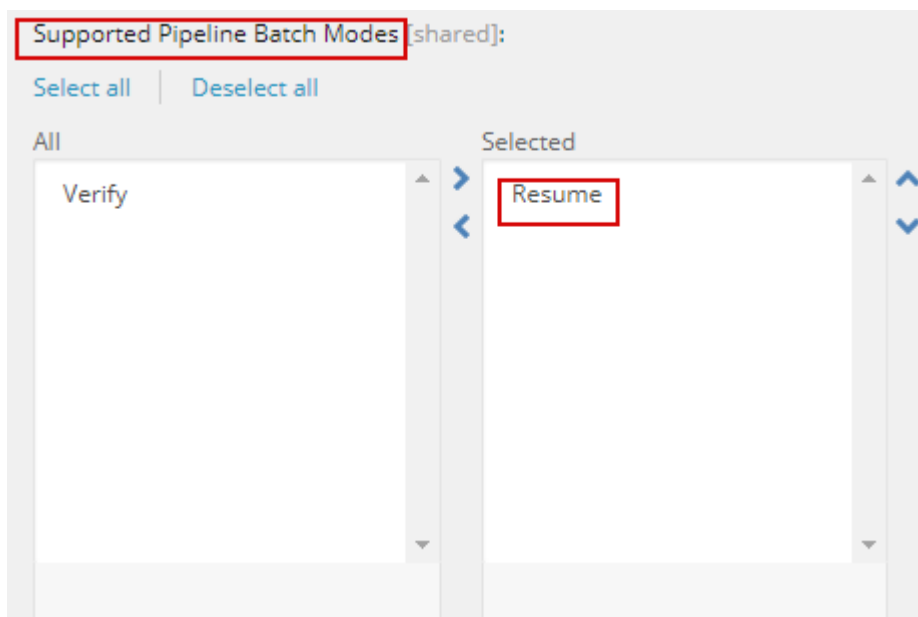 Supported Pipeline Batch Modes [shared]:
Select all Deselect all
All Selected
Verify Resume